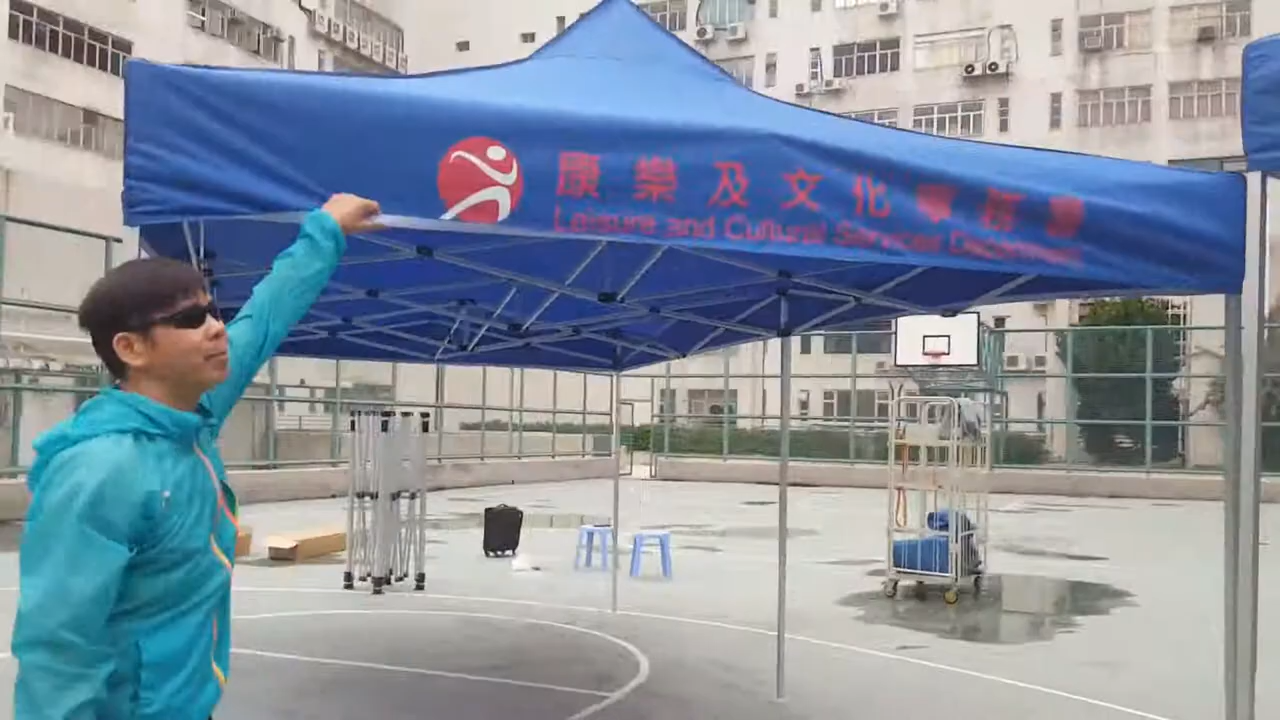 康樂及文化事務署
Leisure and Cultural Services Department